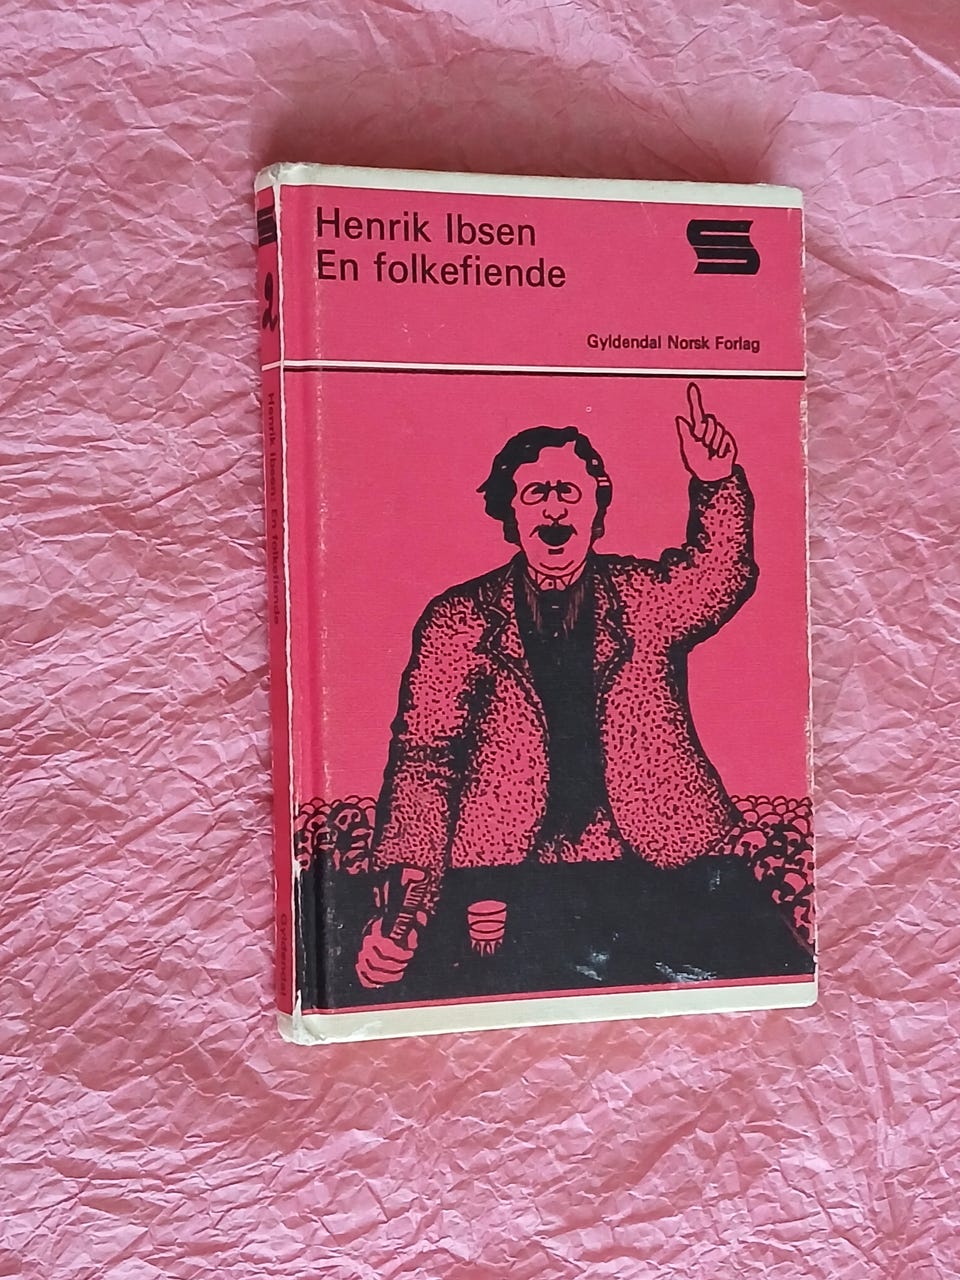 Henrik Ibsen
En folkefiende
S
Gyldendal Norsk Forlag
S
2
Henrik Ibsen: En folkefiende
Gyldendal